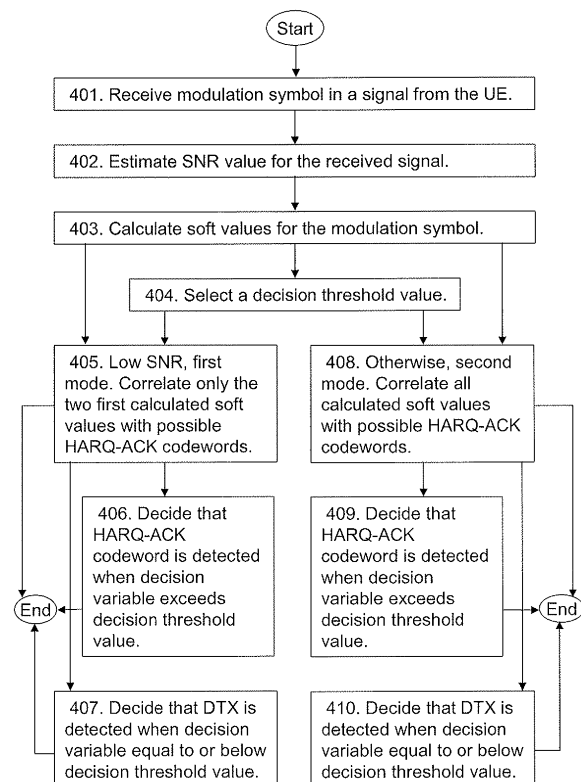 Start
401. Receive modulation symbol in a signal from the UE.
402. Estimate SNR value for the received signal.
403. Calculate soft values for the modulation symbol.
404. Select a decision threshold value.
405. Low SNR, first
mode. Correlate only the
two first calculated soft
values with possible
HARQ-ACK codewords.
408. Otherwise, second
mode. Correlate all
calculated soft values
with possible HARQ-ACK
codewords.
406. Decide that
HARQ-ACK
codeword is detected
when decision
variable exceeds
decision threshold
value.
409. Decide that
HARQ-ACK
codeword is detected
when decision
variable exceeds
decision threshold
value.
End
End
407. Decide that DTX is
detected when decision
variable equal to or below
decision threshold value.
410. Decide that DTX is
detected when decision
variable equal to or below
decision threshold value.